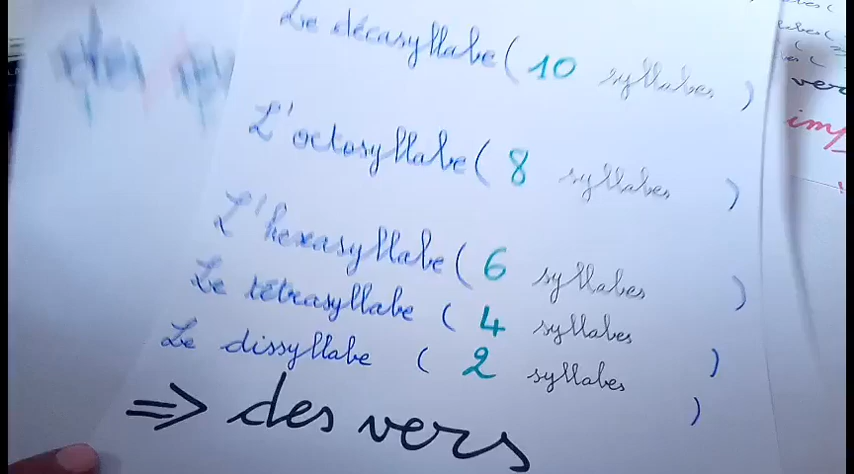 Le décasyllabe ( 10 syllabes )
L'octosyllabe ( 8 syllabes )
L'hexasyllabe ( 6 syllabes )
Le tétrasyllabe ( 4 syllabes )
Le dissyllabe ( 2 syllabes )
=> des vers